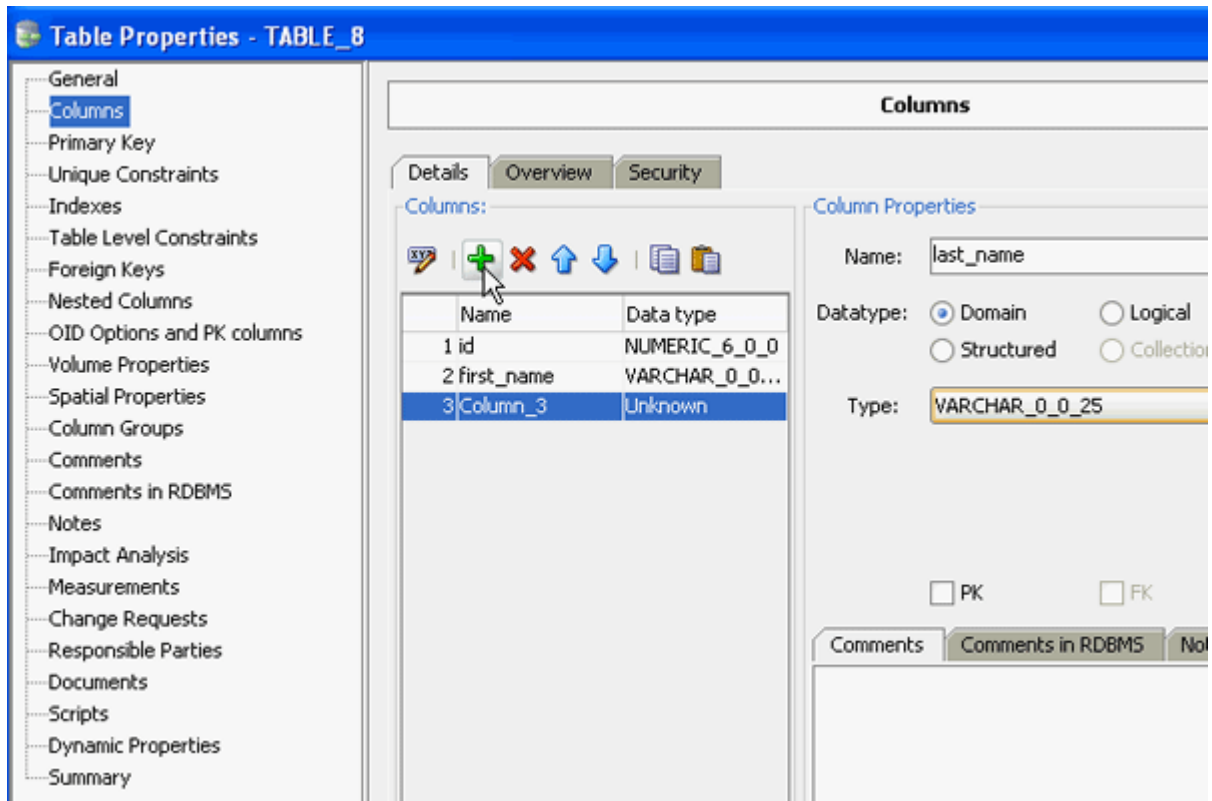 Table Properties - TABLE_8
General
Columns
Primary Key
Unique Constraints
Indexes
Table Level Constraints
Foreign Keys
Nested Columns
OID Options and PK columns
Volume Properties
Spatial Properties
Column Groups
Comments
Comments in RDBMS
Notes
Impact Analysis
Measurements
Change Requests
Responsible Parties
Documents
Scripts
Dynamic Properties
Summary
Columns
Details Overview Security
Columns:
XY?
Name Data type
1 id NUMERIC_6_0_0
2 first_name VARCHAR_0_0...
3 Column_3 Unknown
Column Properties
Name: last_name
Datatype: Domain Logical
Structured Collection
Type: VARCHAR_0_0_25
PK FK
Comments Comments in RDBMS Not